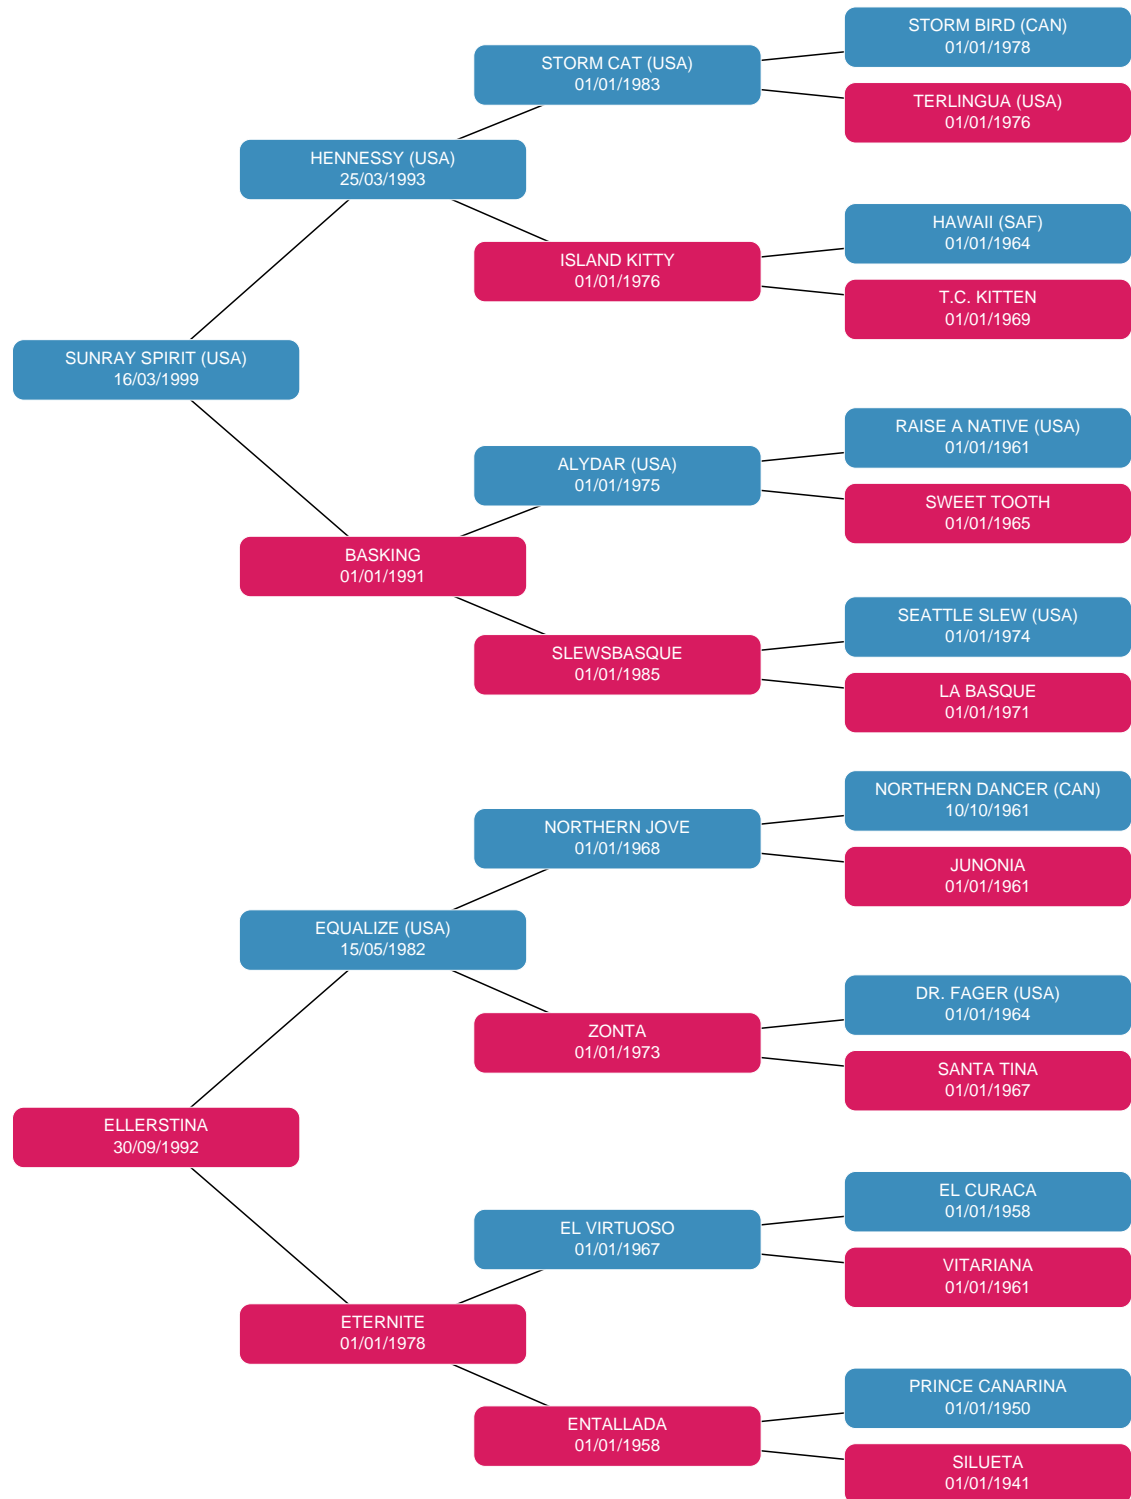 STORM BIRD (CAN)
01/01/1978
STORM CAT (USA)
01/01/1983
TERLINGUA (USA)
01/01/1976
HENNESSY (USA)
25/03/1993
HAWAII (SAF)
01/01/1964
ISLAND KITTY
01/01/1976
T.C. KITTEN
01/01/1969
SUNRAY SPIRIT (USA)
16/03/1999
RAISE A NATIVE (USA)
01/01/1961
ALYDAR (USA)
01/01/1975
SWEET TOOTH
01/01/1965
BASKING
01/01/1991
SEATTLE SLEW (USA)
01/01/1974
SLEWSBASQUE
01/01/1985
LA BASQUE
01/01/1971
NORTHERN DANCER (CAN)
10/10/1961
NORTHERN JOVE
01/01/1968
JUNONIA
01/01/1961
EQUALIZE (USA)
15/05/1982
DR. FAGER (USA)
01/01/1964
ZONTA
01/01/1973
SANTA TINA
01/01/1967
ELLERSTINA
30/09/1992
EL CURACA
01/01/1958
EL VIRTUOSO
01/01/1967
VITARIANA
01/01/1961
ETERNITE
01/01/1978
PRINCE CANARINA
01/01/1950
ENTALLADA
01/01/1958
SILUETA
01/01/1941